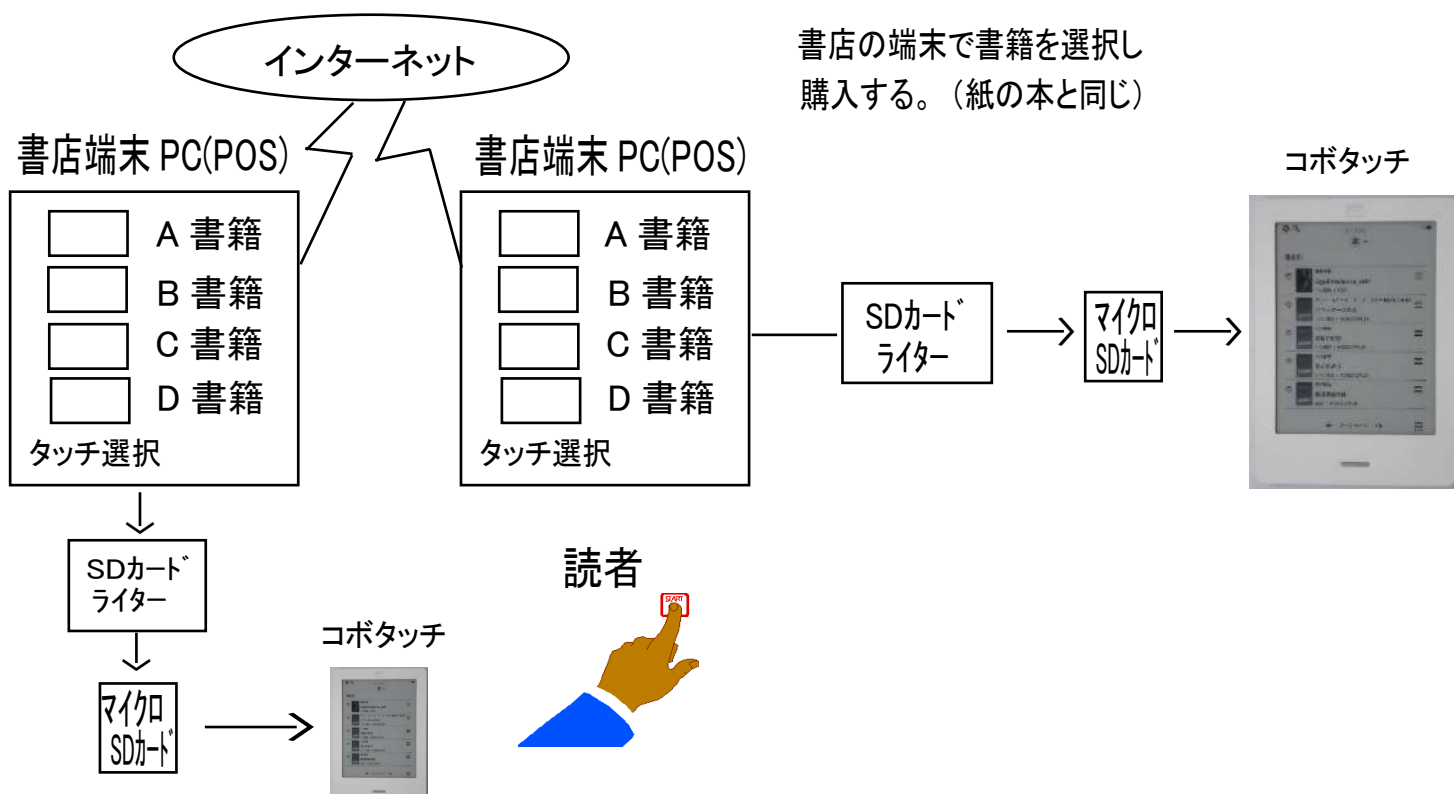 インターネット
書店の端末で書籍を選択し
購入する。（紙の本と同じ）
書店端末 PC(POS)
A 書籍
B 書籍
C 書籍
D 書籍
タッチ選択
書店端末 PC(POS)
A 書籍
B 書籍
C 書籍
D 書籍
タッチ選択
SDカード
ライター
マイクロ
SDカード
コボタッチ
SDカード
ライター
マイクロ
SDカード
コボタッチ
読者
START